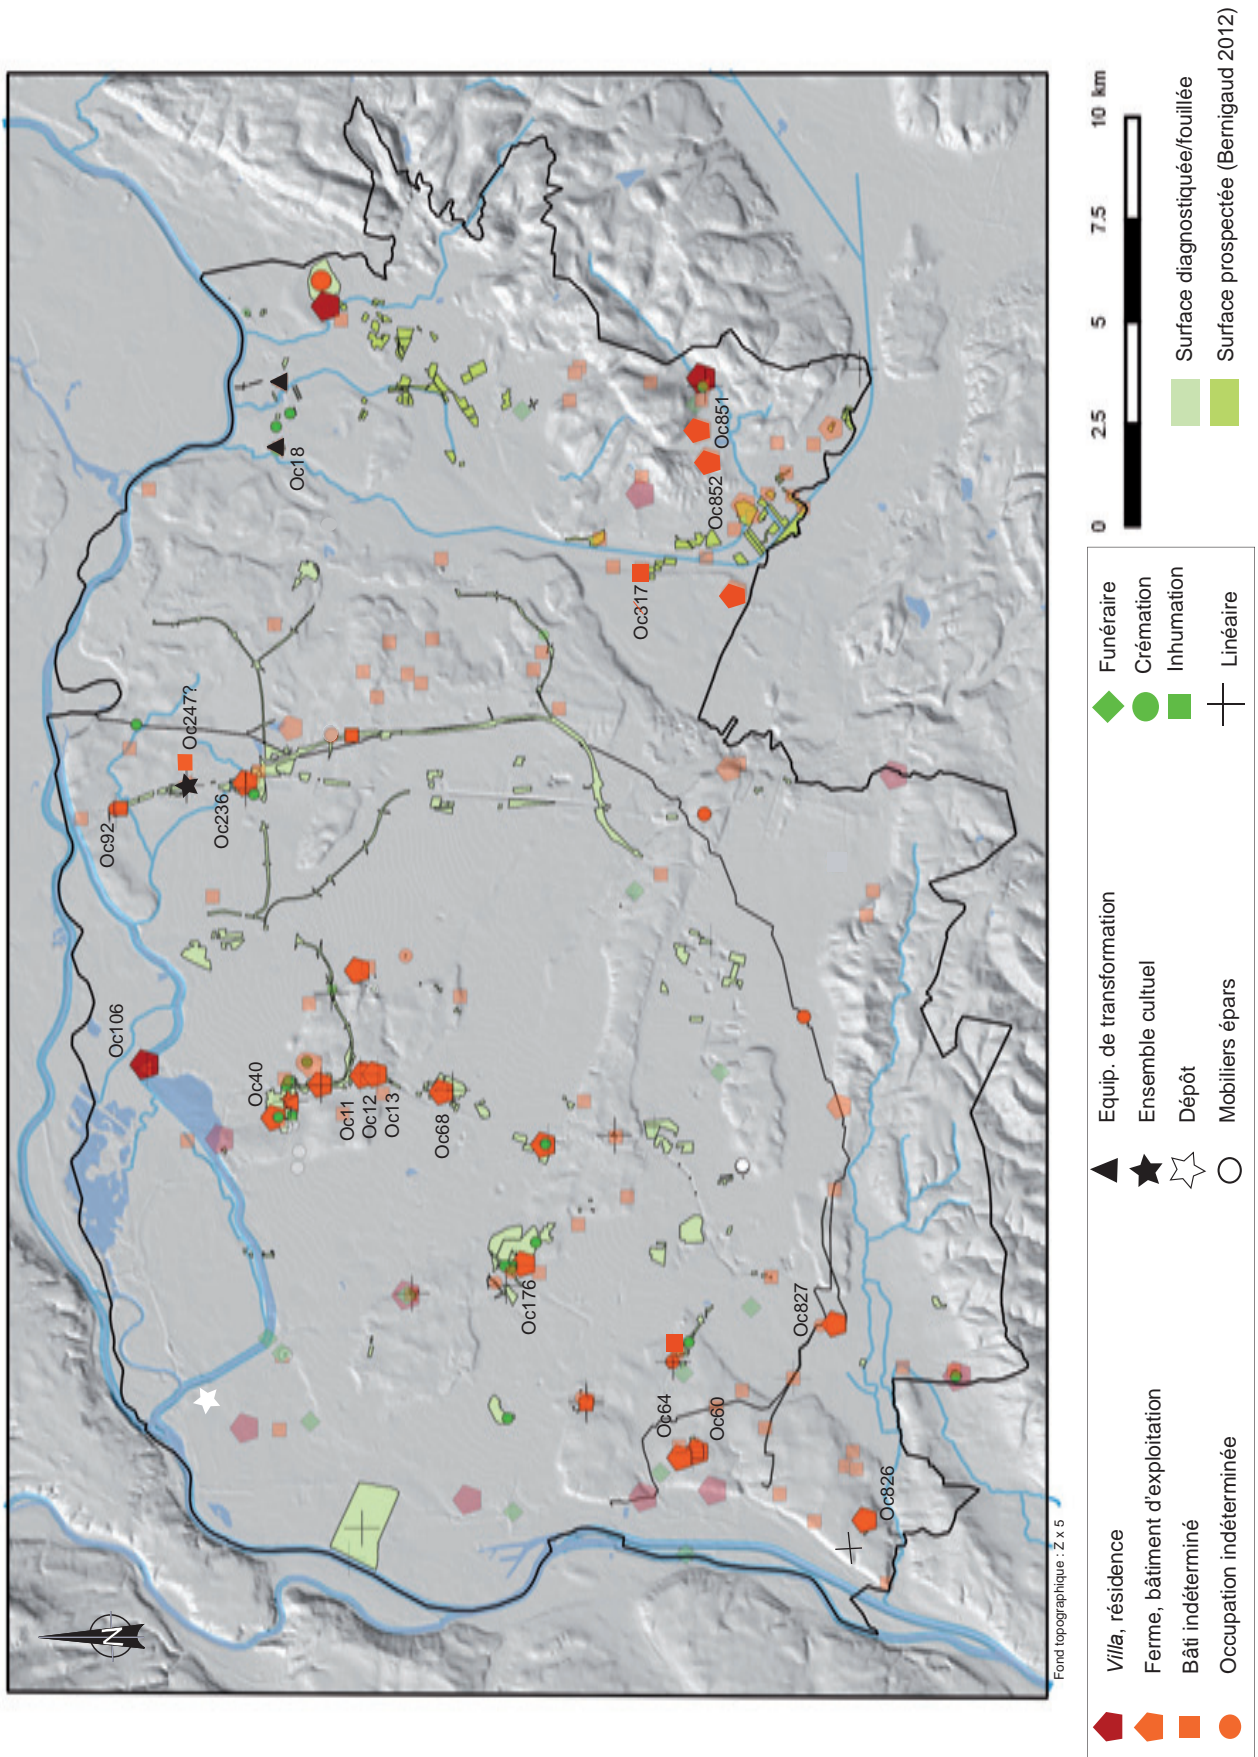 N
Oc106
Oc92
Oc247?
Oc236
Oc18
Oc40
Oc11
Oc12
Oc13
Oc68
Oc176
Oc317
Oc852
Oc851
Oc64
Oc60
Oc827
Oc826
Fond topographique : Z x 5
Villa, résidence
Ferme, bâtiment d'exploitation
Bâti indéterminé
Occupation indéterminée
Equip. de transformation
Ensemble cultuel
Dépôt
Mobiliers épars
Funéraire
Crémation
Inhumation
Linéaire
0 2.5 5 7.5 10 km
Surface diagnostiquée/fouillée
Surface prospectée (Bernigaud 2012)